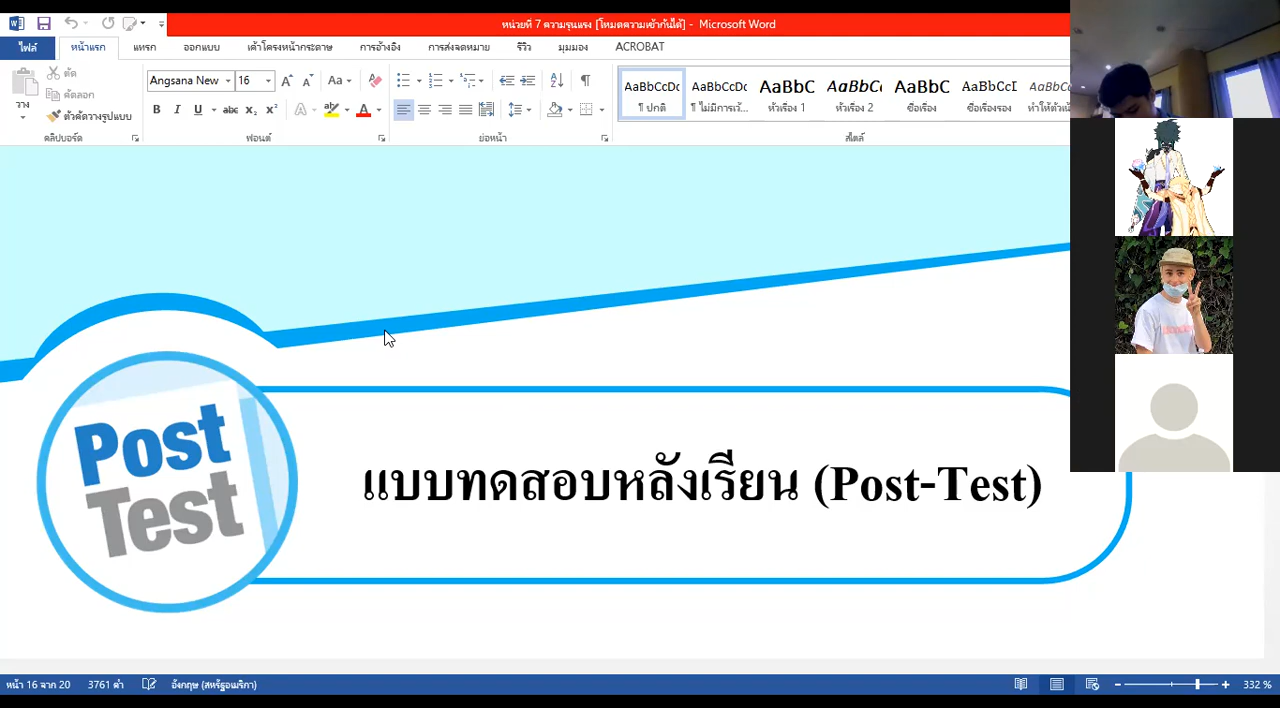 หน่วยที่ 7 ความรุนแรง [โหมดความเข้ากันได้] - Microsoft Word
ไฟล์ หน้าแรก แทรก ออกแบบ เค้าโครงหน้ากระดาษ การอ้างอิง การส่งจดหมาย รีวิว มุมมอง ACROBAT
วาง
ตัด
คัดลอก
ตัวคัดวางรูปแบบ
คลิปบอร์ด
Angsana New 16
ฟอนต์
ย่อหน้า
AaBbCcDc AaBbCcDc AaBbC AaBbCc AaBbC AaBbCcI AaBbCc
¶ ปกติ ¶ ไม่มีการเว้... หัวเรื่อง 1 หัวเรื่อง 2 ชื่อเรื่อง ชื่อเรื่องรอง ทำให้ตัวหนั
สไตล์
Post
Test
แบบทดสอบหลังเรียน (Post-Test)
หน้า 16 จาก 20 3761 คำ อังกฤษ (สหรัฐอเมริกา) 332 %